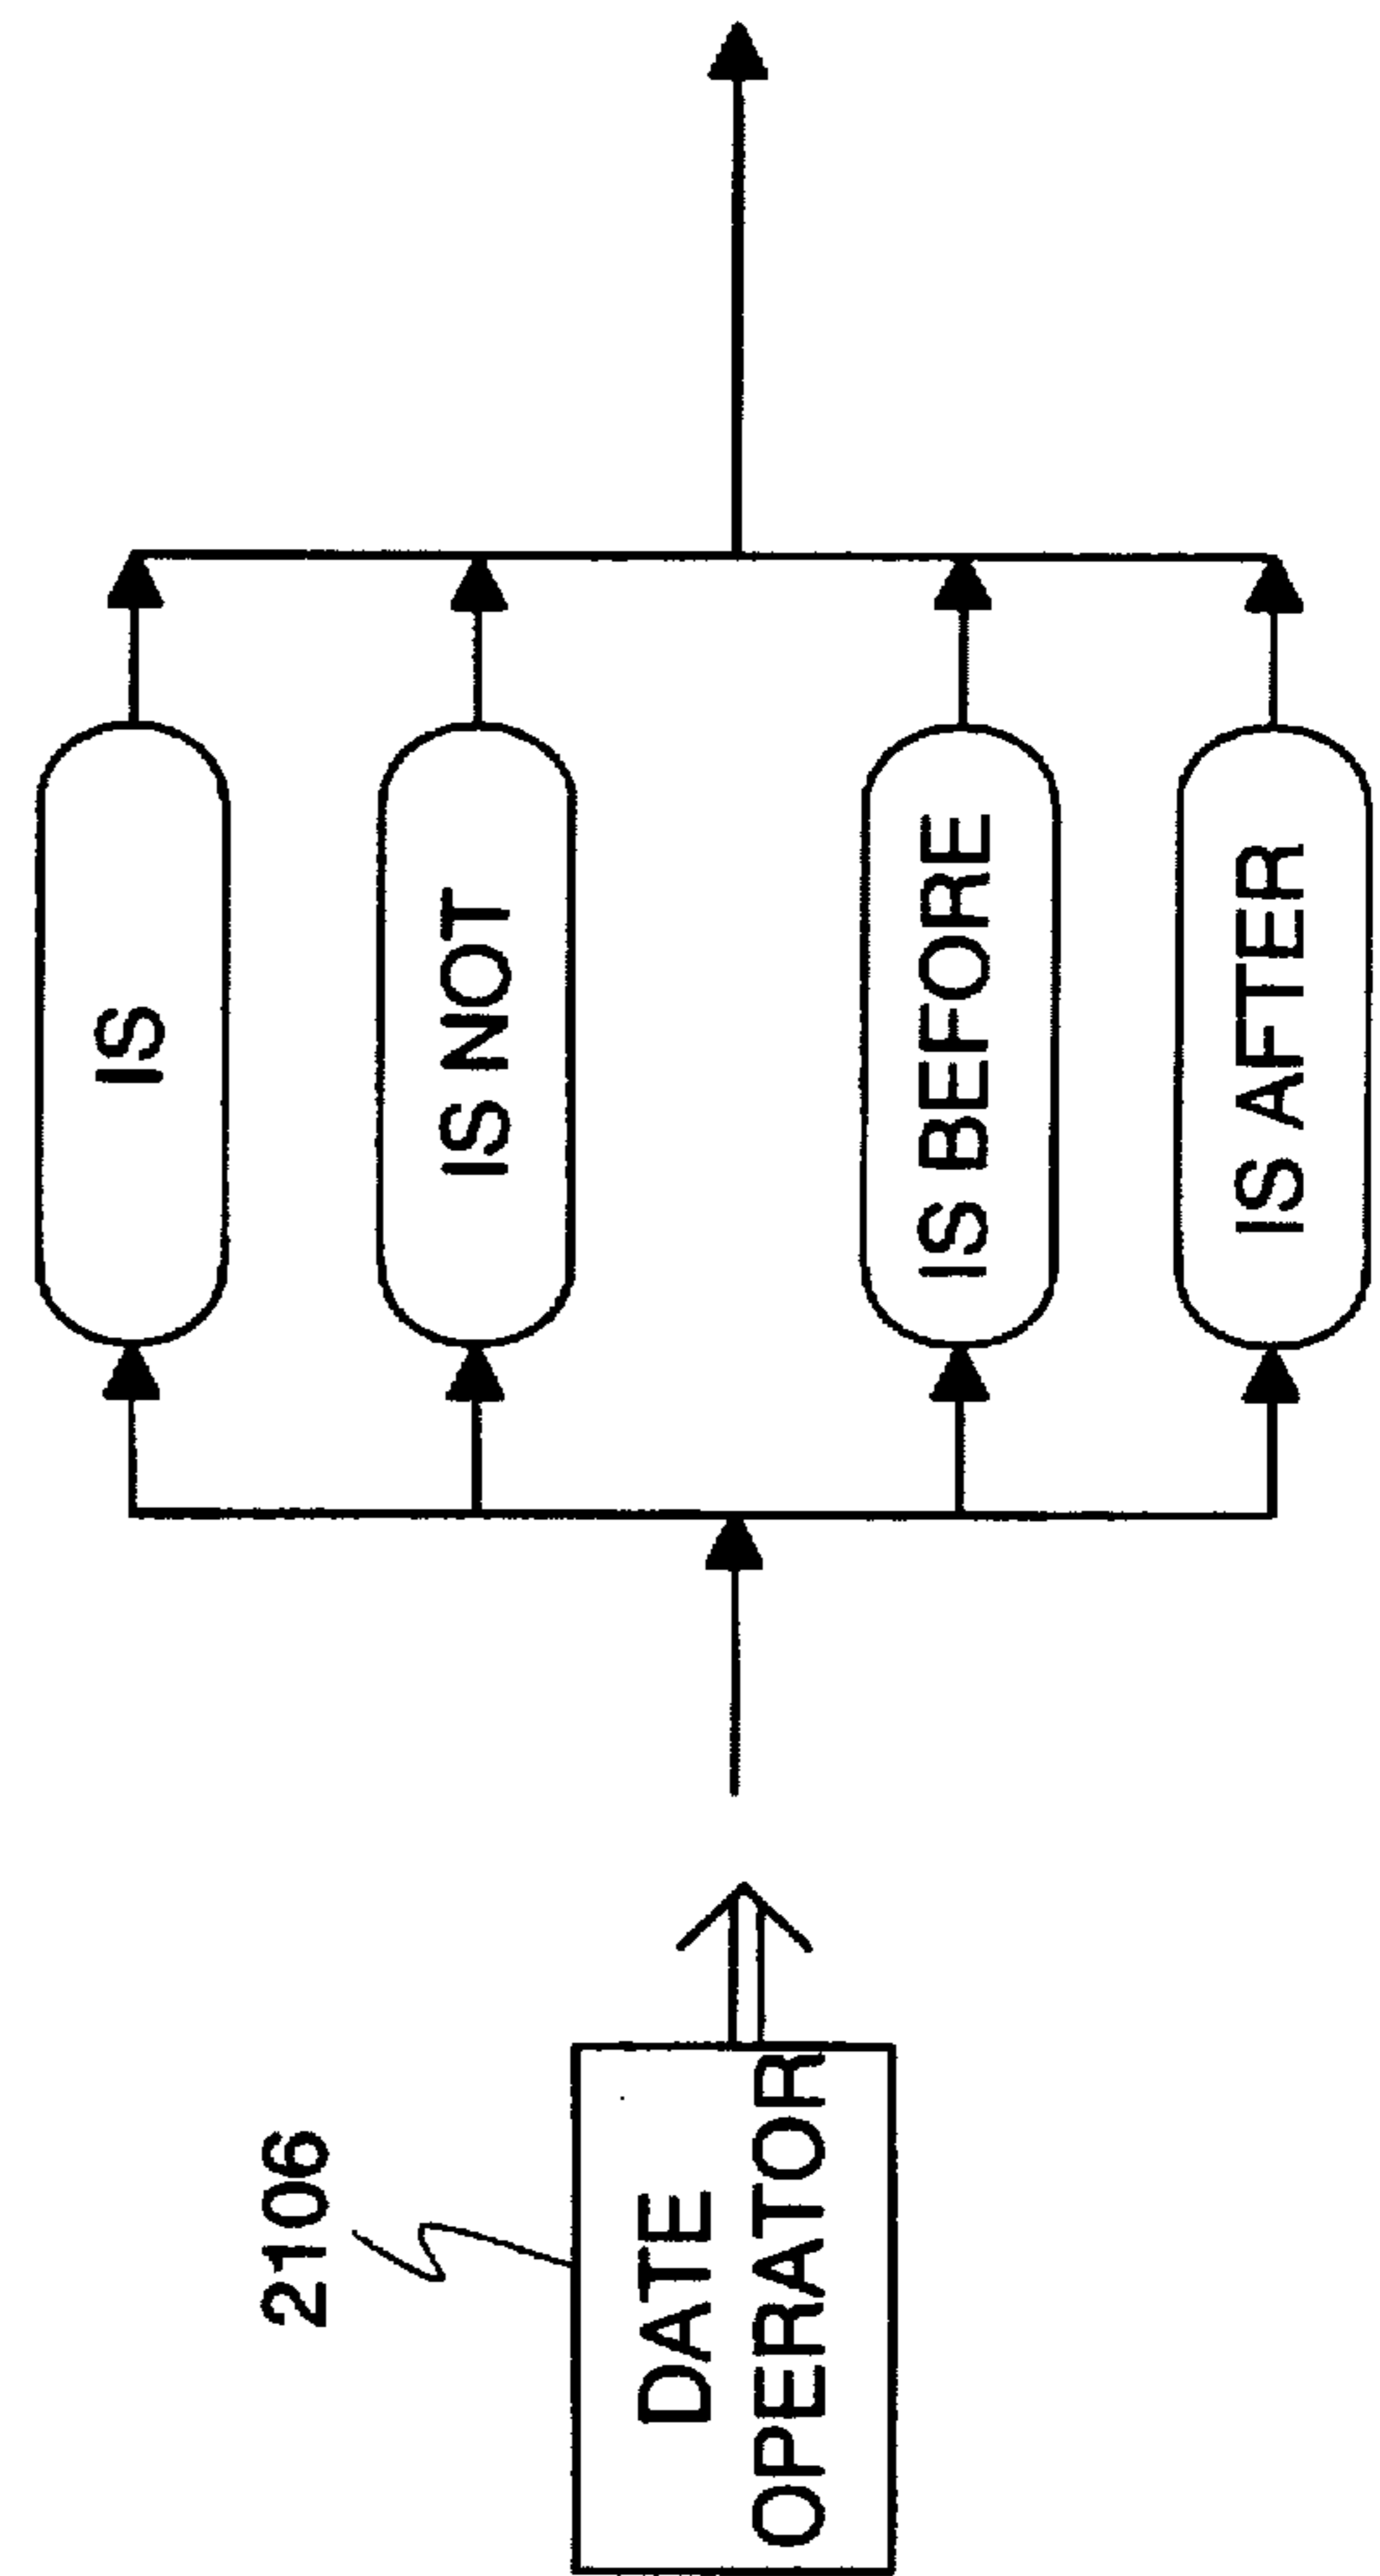 2106
DATE
OPERATOR
IS
IS NOT
IS BEFORE
IS AFTER